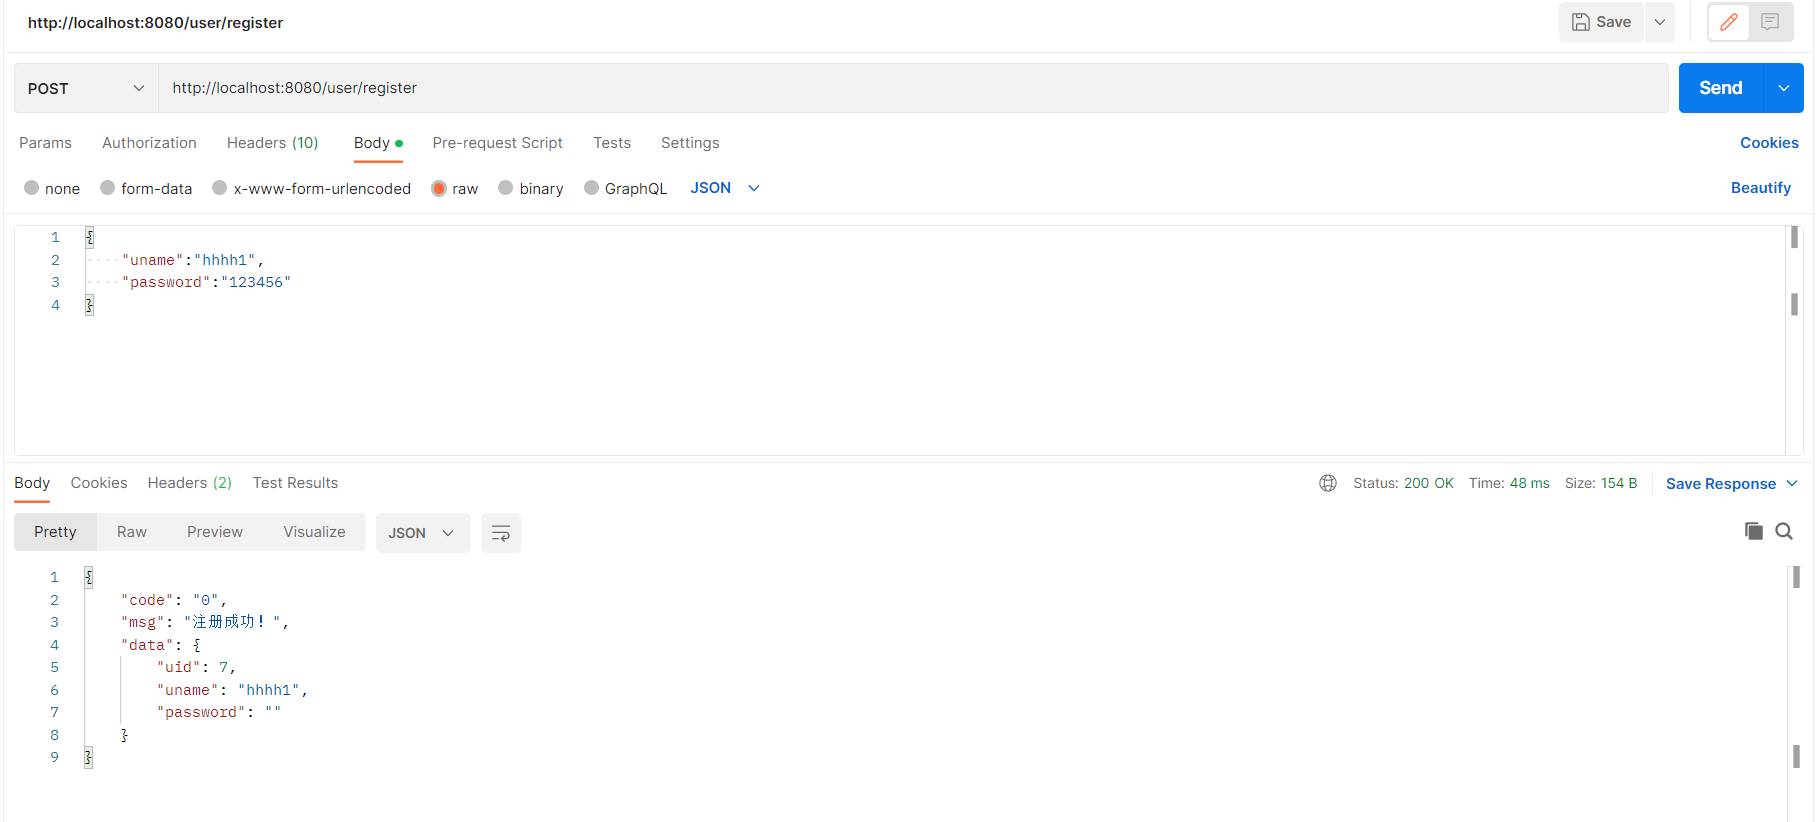 http://localhost:8080/user/register
Save
POST
http://localhost:8080/user/register
Send
Params Authorization Headers (10) Body Pre-request Script Tests Settings Cookies
none form-data x-www-form-urlencoded raw binary GraphQL JSON Beautify
1 {
2 "uname":"hhhh1",
3 "password":"123456"
4 }
Body Cookies Headers (2) Test Results Status: 200 OK Time: 48 ms Size: 154 B Save Response
Pretty Raw Preview Visualize JSON
1 {
2 "code": "0",
3 "msg": "注册成功！",
4 "data": {
5 "uid": 7,
6 "uname": "hhhh1",
7 "password": ""
8 }
9 }